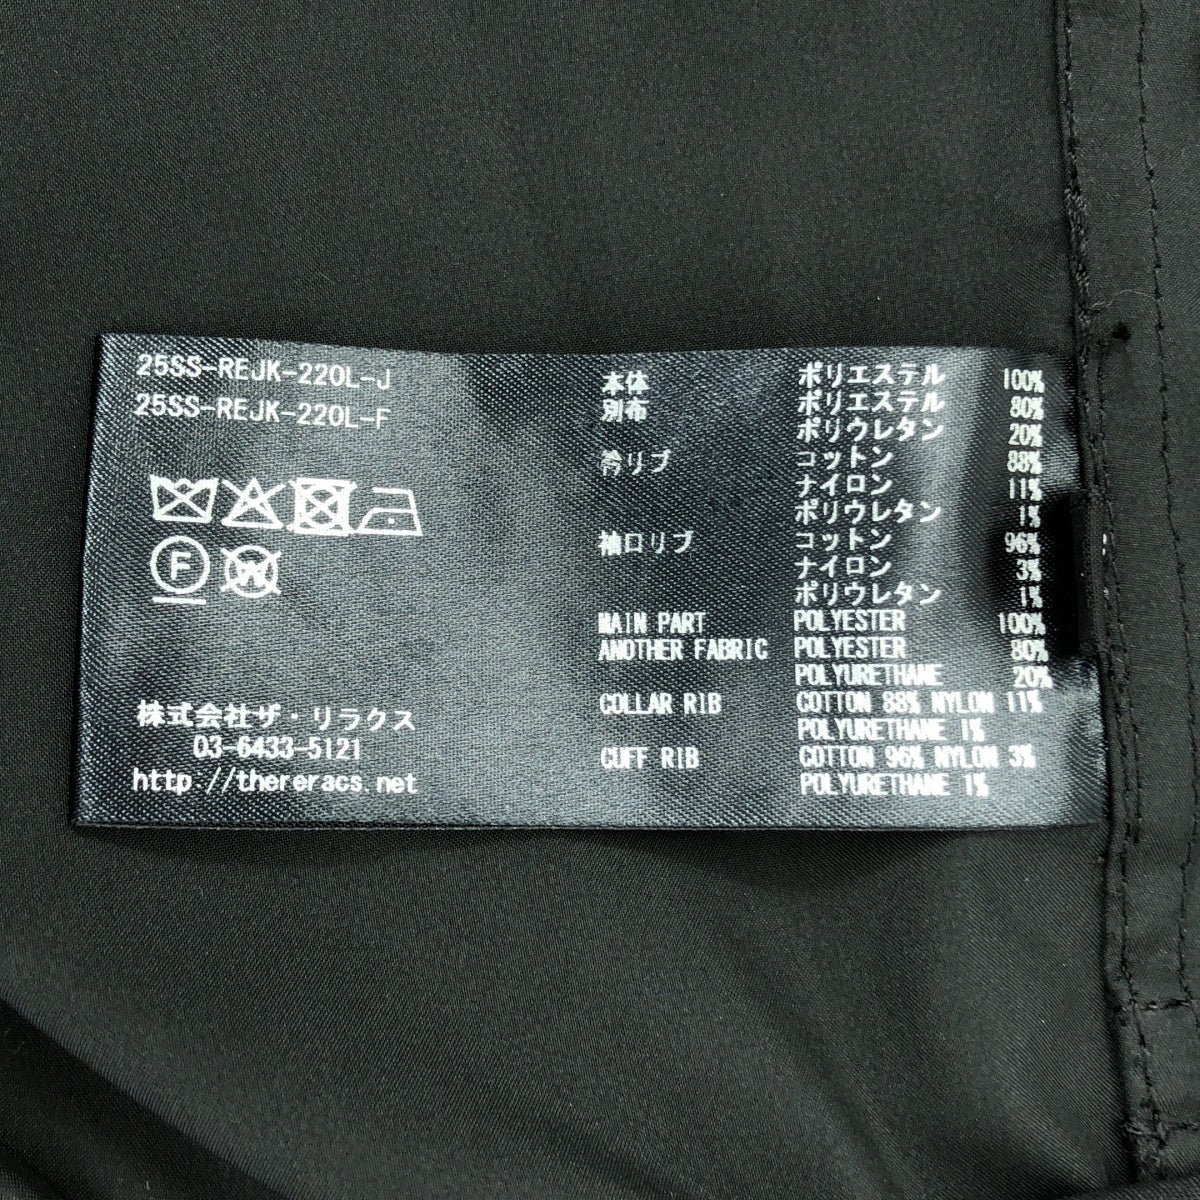 25SS-REJK-220L-J
25SS-REJK-220L-F
F
W
株式会社ザ・リラクス
03-6433-5121
http://thereracs.net
本体 ポリエステル 100%
別布 ポリエステル 80%
ポリウレタン 20%
衿リブ コットン 88%
ナイロン 11%
ポリウレタン 1%
袖口リブ コットン 96%
ナイロン 3%
ポリウレタン 1%
MAIN PART POLYESTER 100%
ANOTHER FABRIC POLYESTER 80%
POLYURETHANE 20%
COLLAR RIB COTTON 88% NYLON 11%
POLYURETHANE 1%
CUFF RIB COTTON 96% NYLON 3%
POLYURETHANE 1%